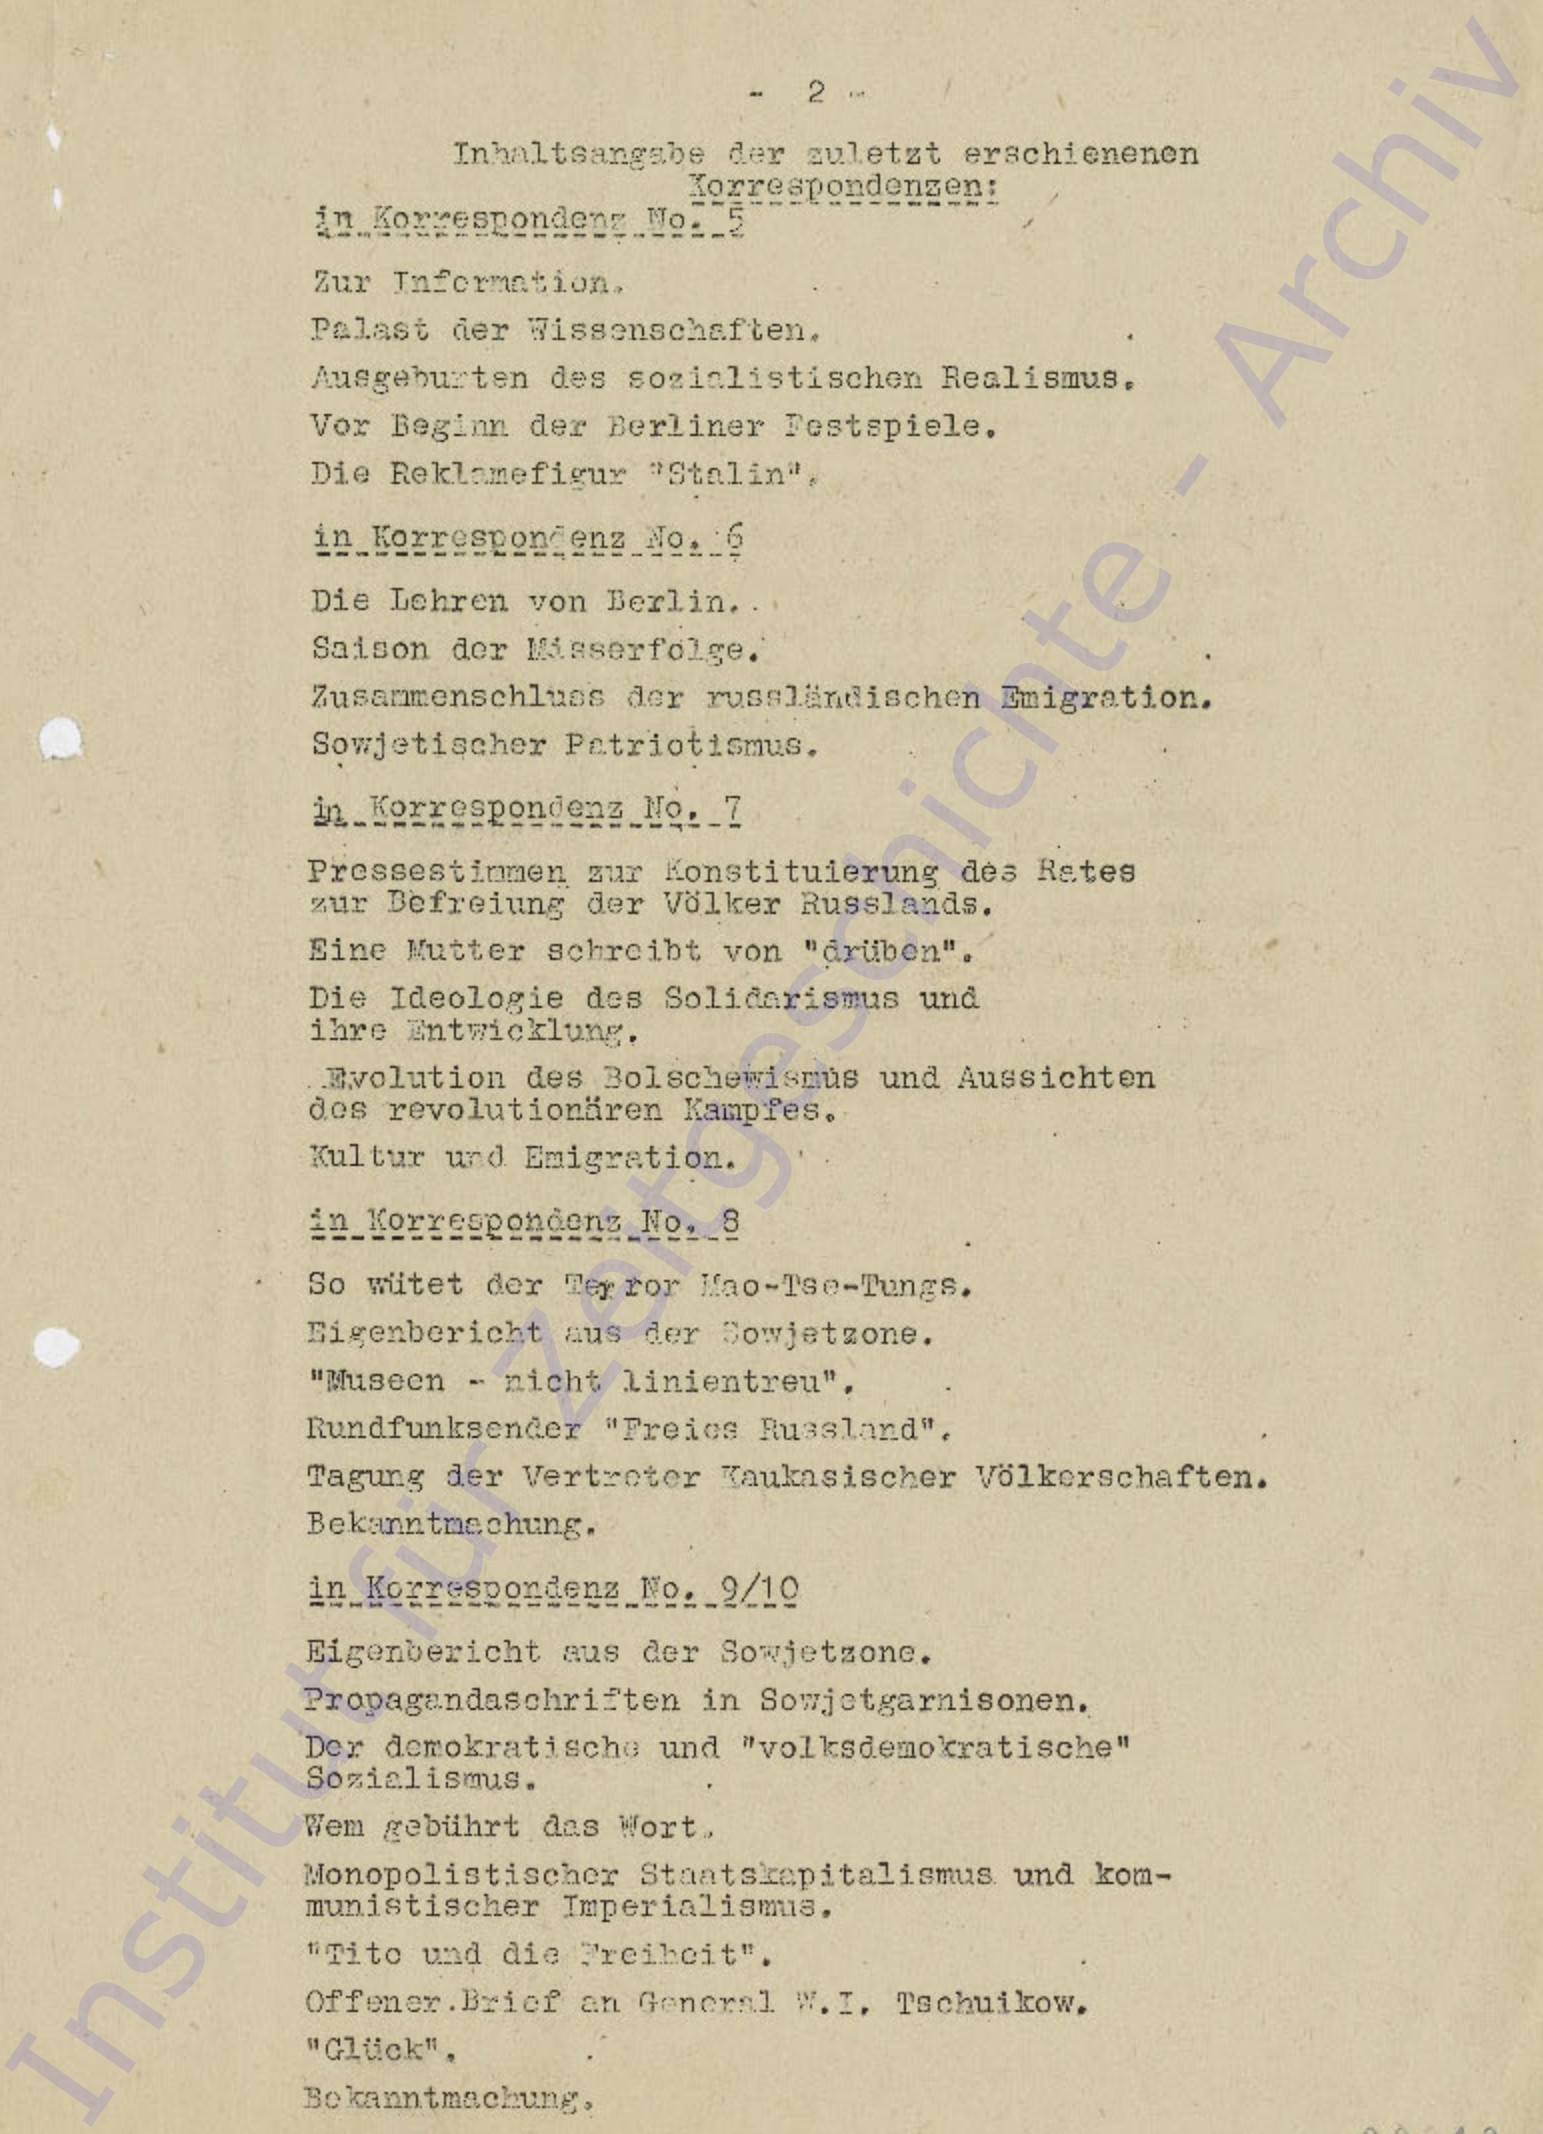 - 2 -
Inhaltsangabe der zuletzt erschienenen
Korrespondenzen:
in Korrespondenz No. 5
Zur Information.
Palast der Wissenschaften.
Ausgeburten des sozialistischen Realismus.
Vor Beginn der Berliner Festspiele.
Die Reklamefigur "Stalin".
in Korrespondenz No. 6
Die Lehren von Berlin.
Saison der Misserfolge.
Zusammenschluss der russländischen Emigration.
Sowjetischer Patriotismus.
in Korrespondenz No. 7
Pressestimmen zur Konstituierung des Rates
zur Befreiung der Völker Russlands.
Eine Mutter schreibt von "drüben".
Die Ideologie des Solidarismus und
ihre Entwicklung.
Evolution des Bolschewismus und Aussichten
des revolutionären Kampfes.
Kultur und Emigration.
in Korrespondenz No. 8
So wütet der Terror Mao-Tse-Tungs.
Eigenbericht aus der Sowjetzone.
"Museen - nicht linientreu".
Rundfunksender "Freies Russland".
Tagung der Vertreter Kaukasischer Völkerschaften.
Bekanntmachung.
in Korrespondenz No. 9/10
Eigenbericht aus der Sowjetzone.
Propagandaschriften in Sowjetgarnisonen.
Der demokratische und "volksdemokratische"
Sozialismus.
Wem gebührt das Wort.
Monopolistischer Staatskapitalismus und kom-
munistischer Imperialismus.
"Tito und die Freiheit".
Offener Brief an General W.I. Tschuikow.
"Glück".
Bekanntmachung.
Institut für Zeitgeschichte - Archiv